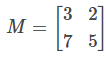 M = [3 2
7 5]